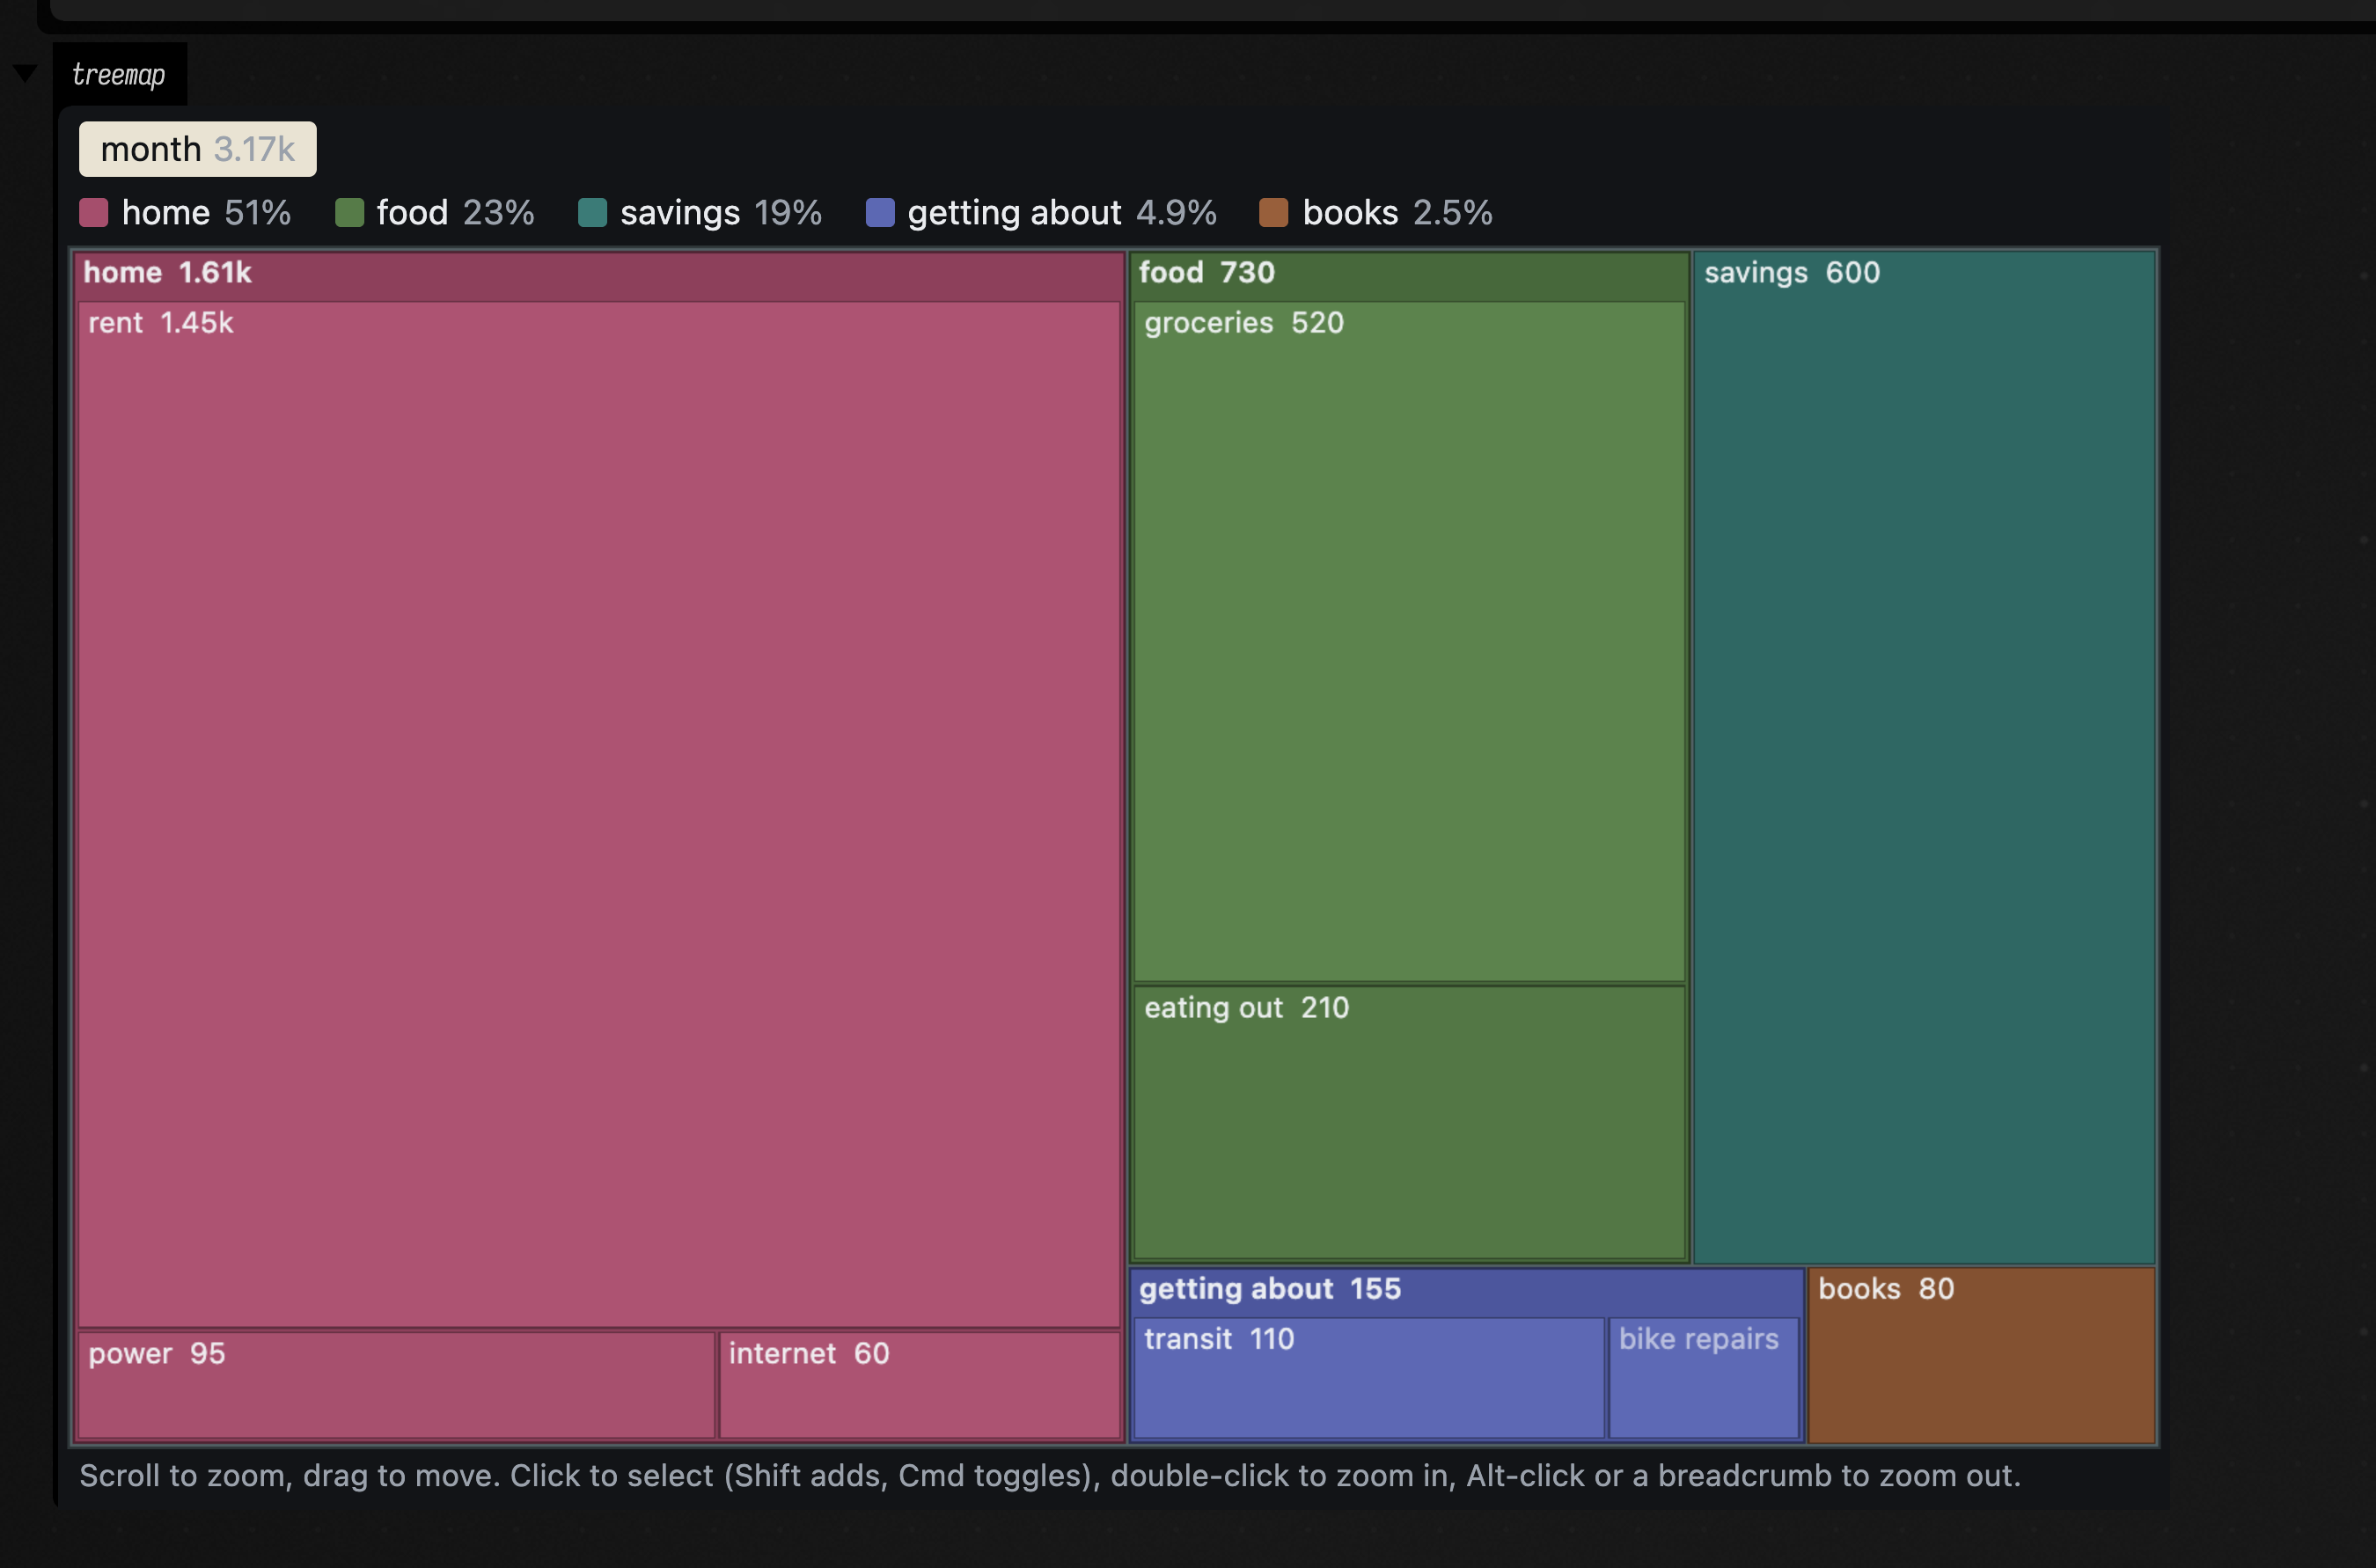 treemap
month 3.17k
home 51% food 23% savings 19% getting about 4.9% books 2.5%
home 1.61k
rent 1.45k
power 95
internet 60
food 730
groceries 520
eating out 210
savings 600
getting about 155
transit 110
bike repairs
books 80
Scroll to zoom, drag to move. Click to select (Shift adds, Cmd toggles), double-click to zoom in, Alt-click or a breadcrumb to zoom out.